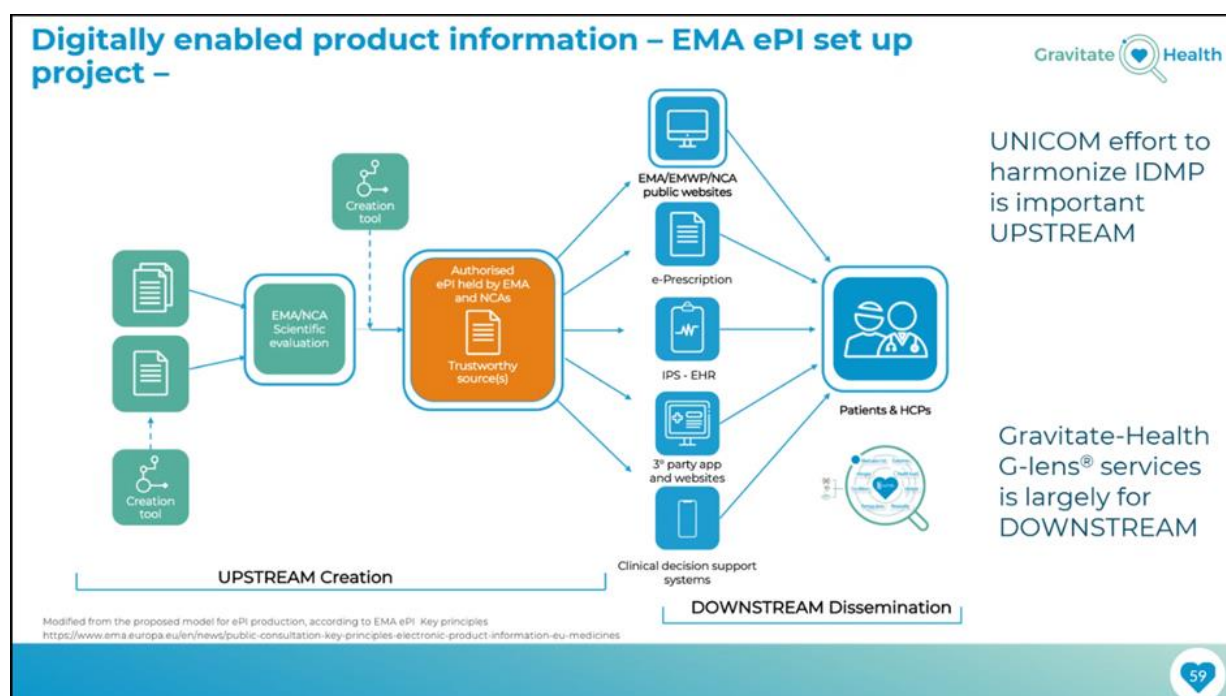 Digitally enabled product information – EMA ePI set up
project –
Gravitate Health
UNICOM effort to
harmonize IDMP
is important
UPSTREAM
Creation
tool
EMA/EMWP/NCA
public websites
EMA/NCA
Scientific
evaluation
Authorised
ePI held by EMA
and NCAs
Trustworthy
source(s)
e-Prescription
IPS - EHR
Patients & HCPs
3º party app
and websites
Creation
tool
Clinical decision support
systems
Gravitate-Health
G-lens® services
is largely for
DOWNSTREAM
UPSTREAM Creation
DOWNSTREAM Dissemination
Modified from the proposed model for ePI production, according to EMA ePI Key principles
https://www.ema.europa.eu/en/news/public-consultation-key-principles-electronic-product-information-eu-medicines
59